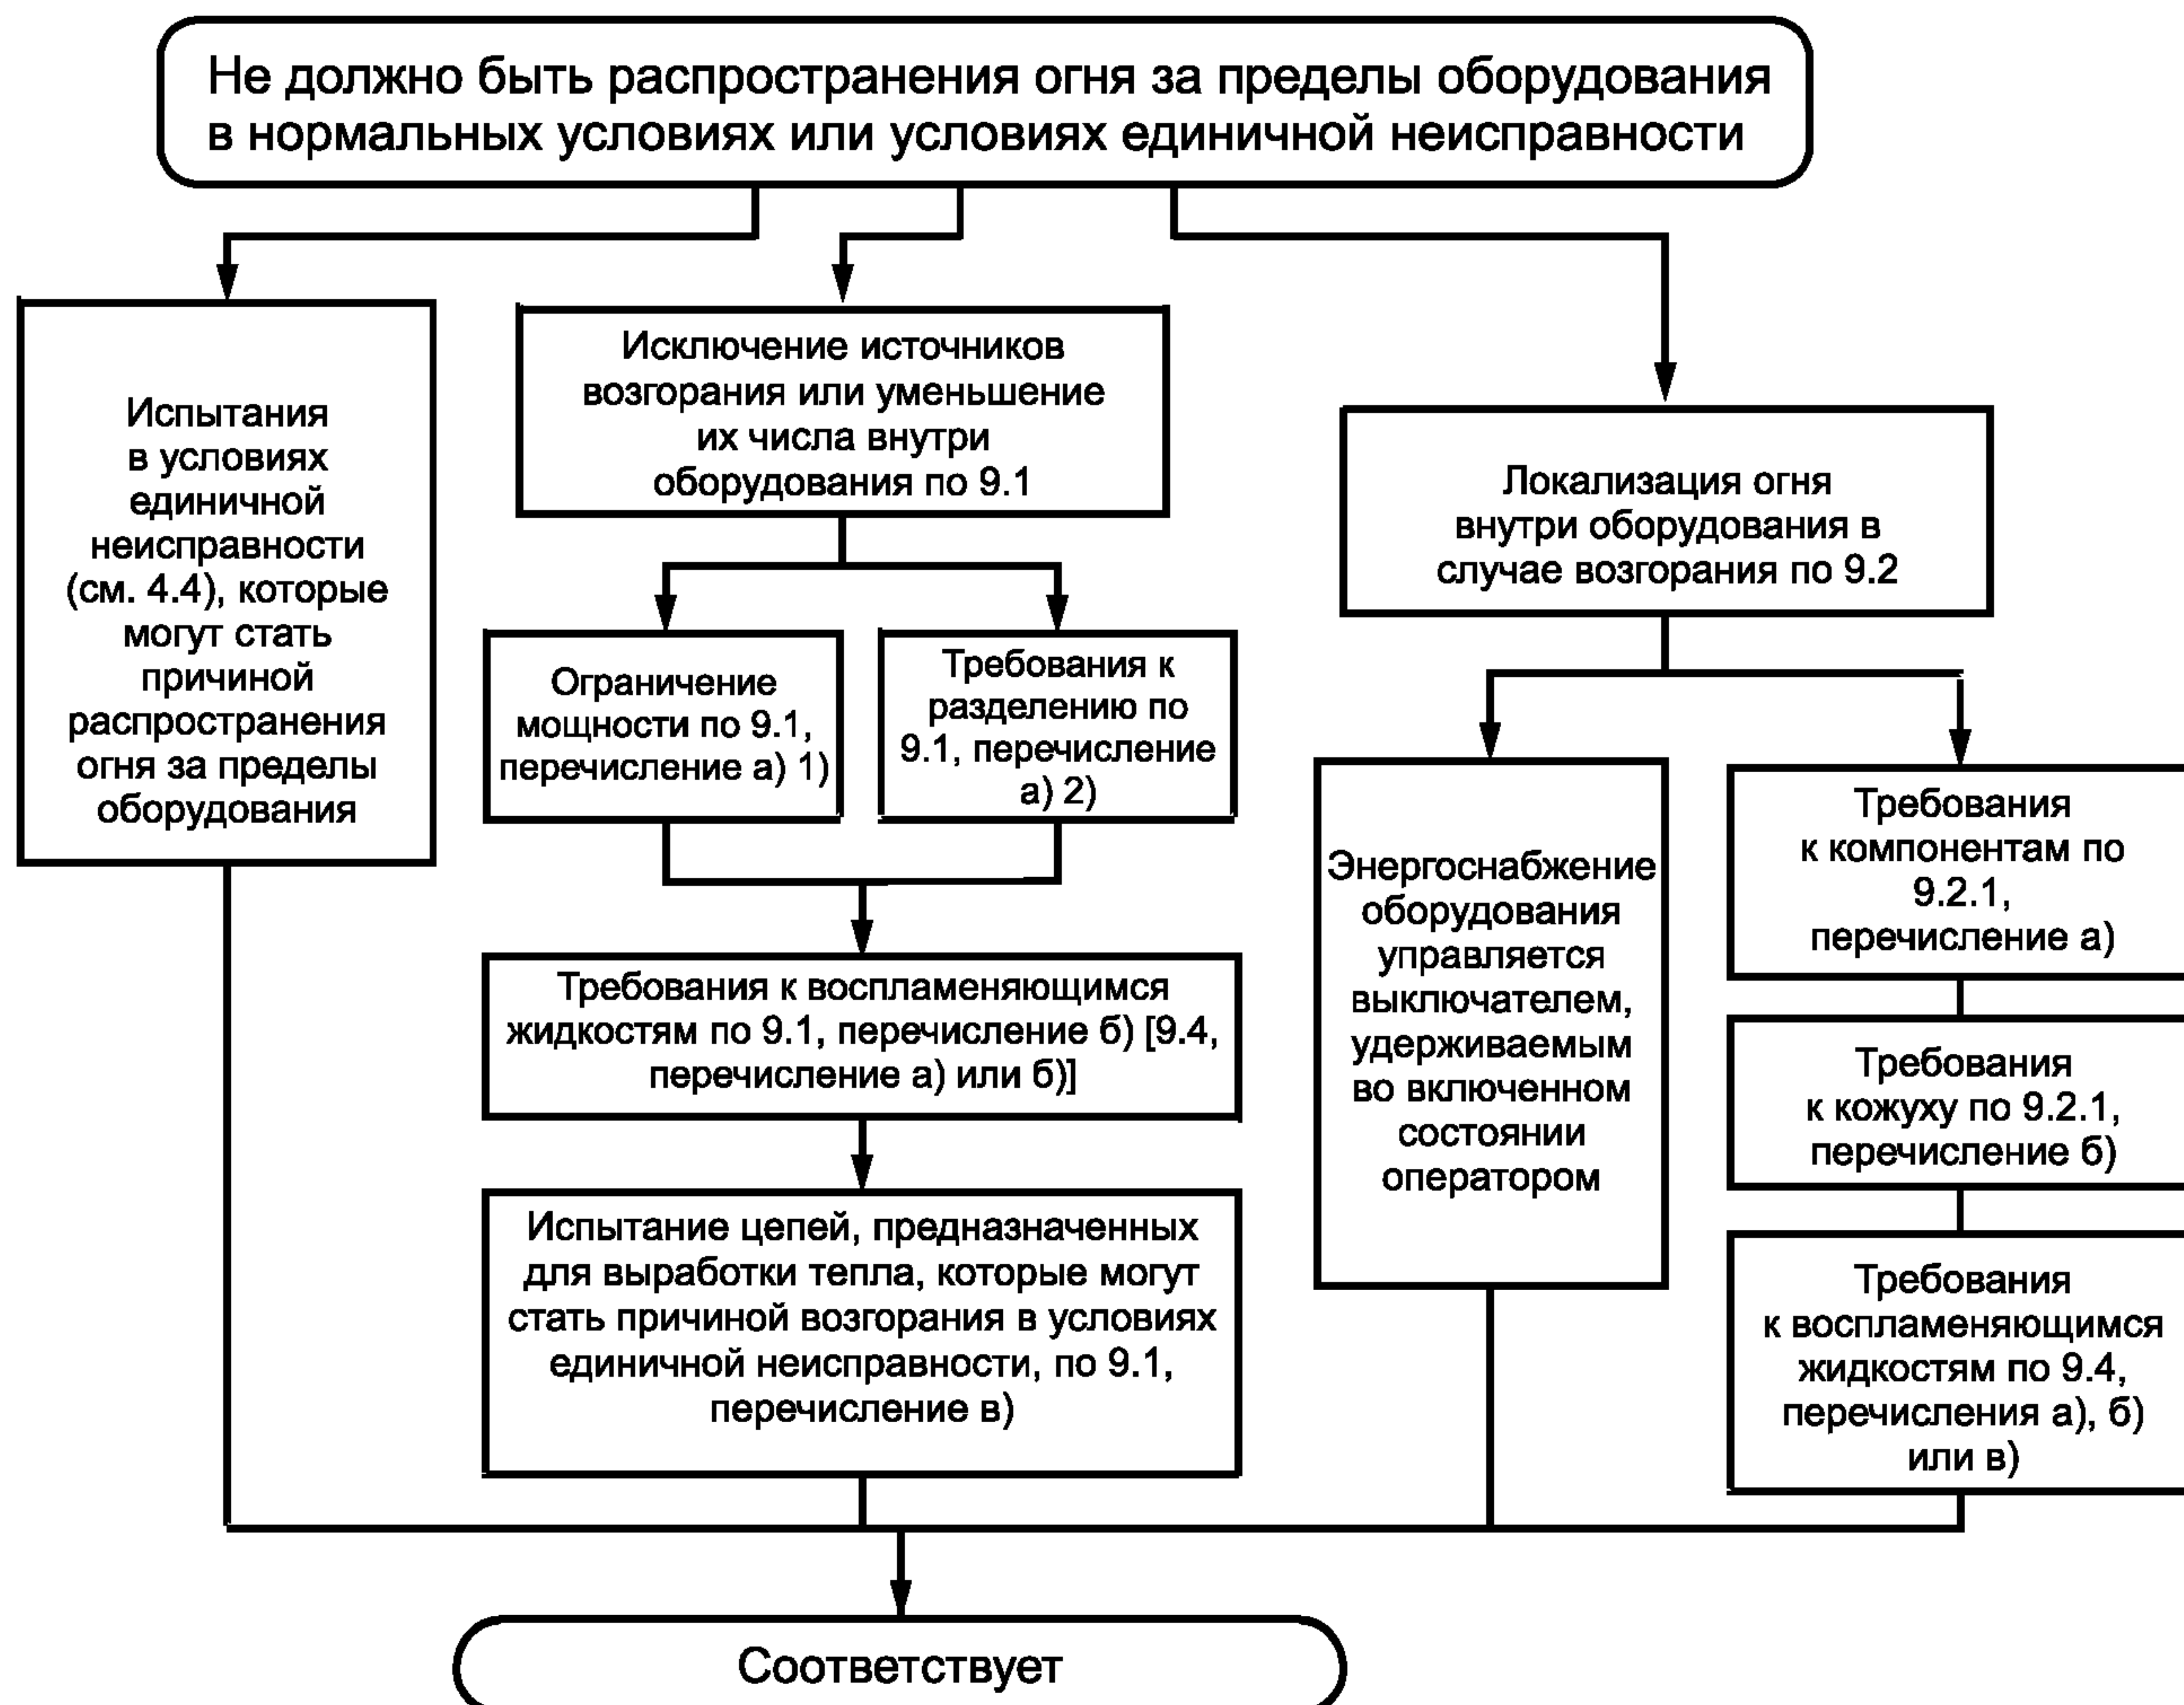 Не должно быть распространения огня за пределы оборудования
в нормальных условиях или условиях единичной неисправности
Испытания
в условиях
единичной
неисправности
(см. 4.4), которые
могут стать
причиной
распространения
огня за пределы
оборудования
Исключение источников
возгорания или уменьшение
их числа внутри
оборудования по 9.1
Ограничение
мощности по 9.1,
перечисление а) 1)
Требования к
разделению по
9.1, перечисление
а) 2)
Требования к воспламеняющимся
жидкостям по 9.1, перечисление б) [9.4,
перечисление а) или б)]
Испытание цепей, предназначенных
для выработки тепла, которые могут
стать причиной возгорания в условиях
единичной неисправности, по 9.1,
перечисление в)
Локализация огня
внутри оборудования в
случае возгорания по 9.2
Энергоснабжение
оборудования
управляется
выключателем,
удерживаемым
во включенном
состоянии
оператором
Требования
к компонентам по
9.2.1,
перечисление а)
Требования
к кожуху по 9.2.1,
перечисление б)
Требования
к воспламеняющимся
жидкостям по 9.4,
перечисления а), б)
или в)
Соответствует